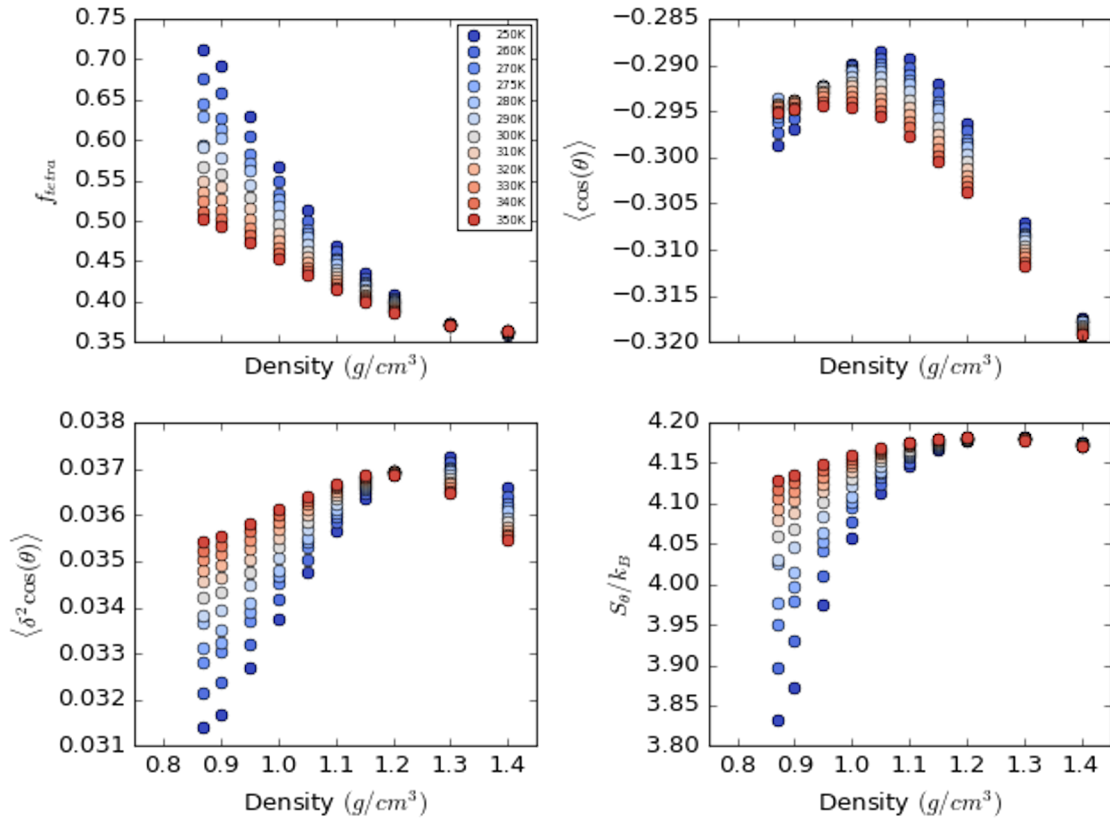 0.75
0.70
0.65
0.60
0.55
0.50
0.45
0.40
0.35
f_tetra
250K
260K
270K
275K
280K
290K
300K
310K
320K
330K
340K
350K
Density (g/cm³)
−0.285
−0.290
−0.295
−0.300
−0.305
−0.310
−0.315
−0.320
⟨cos(θ)⟩
Density (g/cm³)
0.038
0.037
0.036
0.035
0.034
0.033
0.032
0.031
⟨δ² cos(θ)⟩
0.8 0.9 1.0 1.1 1.2 1.3 1.4
Density (g/cm³)
4.20
4.15
4.10
4.05
4.00
3.95
3.90
3.85
3.80
S_θ/k_B
0.8 0.9 1.0 1.1 1.2 1.3 1.4
Density (g/cm³)